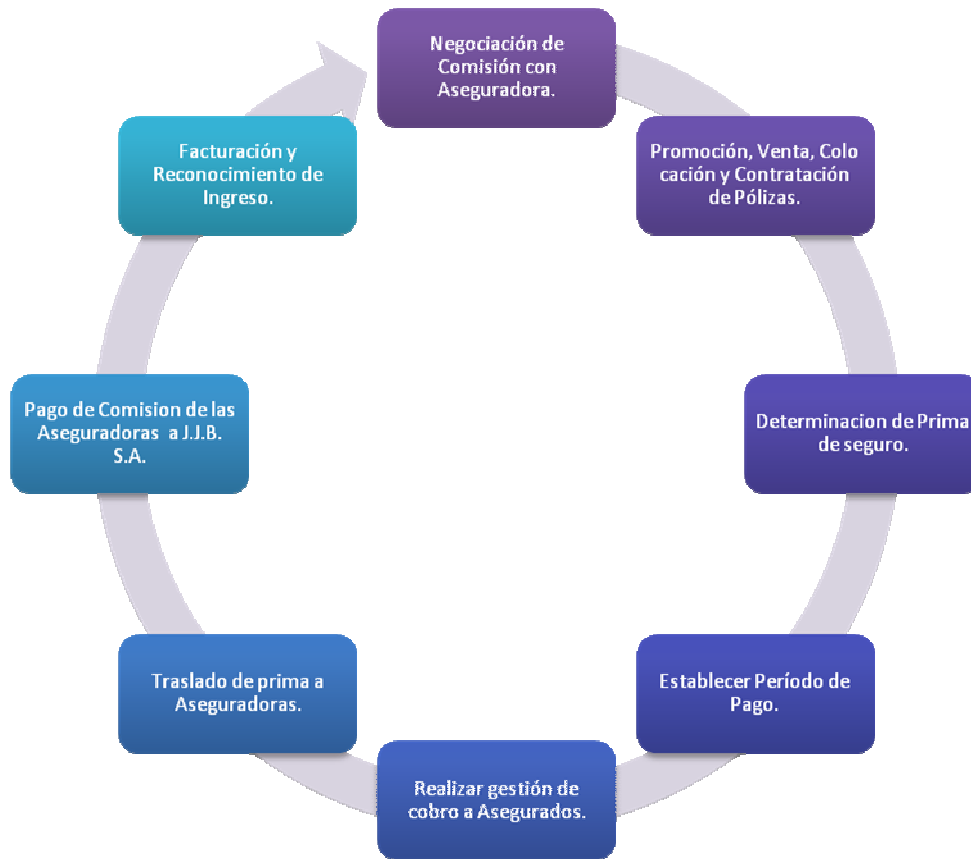 Negociación de
Comisión con
Aseguradora.
Promoción, Venta, Colo
cación y Contratación
de Pólizas.
Determinacion de Prima
de seguro.
Establecer Período de
Pago.
Realizar gestión de
cobro a Asegurados.
Traslado de prima a
Aseguradoras.
Pago de Comision de las
Aseguradoras a J.J.B.
S.A.
Facturación y
Reconocimiento de
Ingreso.